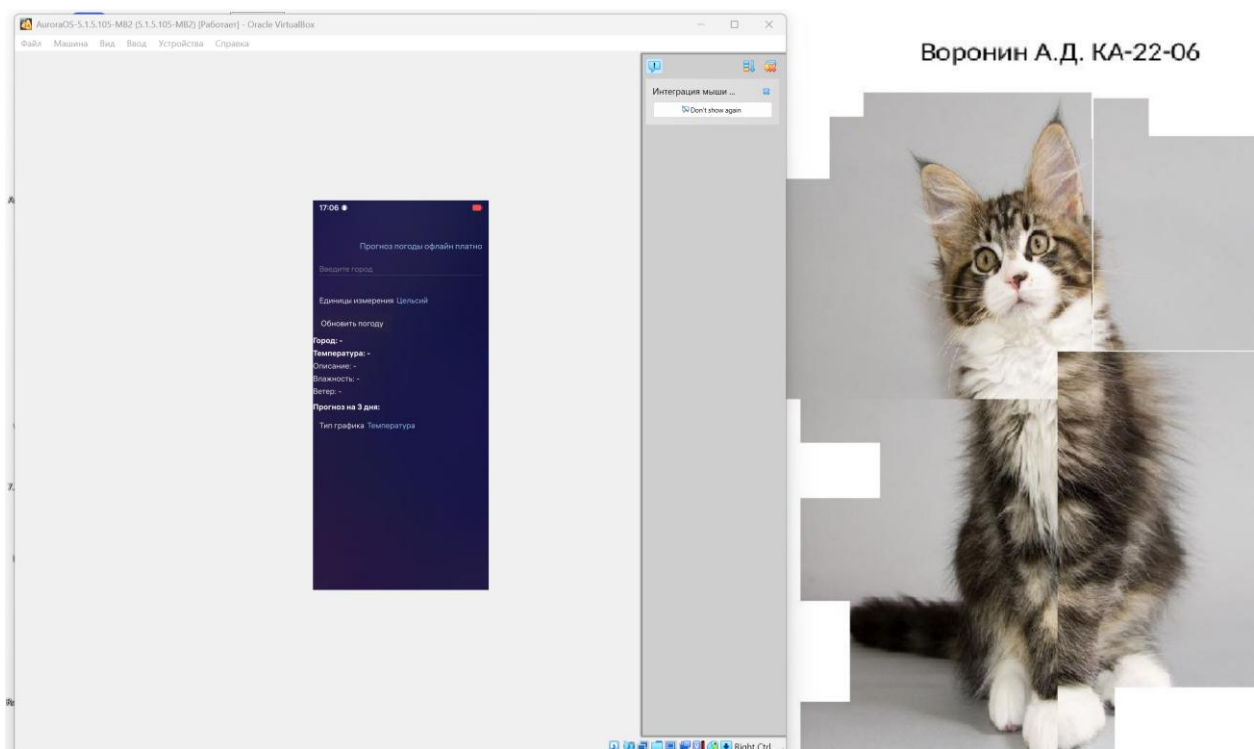 AuroraOS-5.1.5.105-MB2 (5.1.5.105-MB2) [Работает] - Oracle VirtualBox
Файл Машина Вид Ввод Устройства Справка
Интеграция мыши ...
Don't show again
17:06
Прогноз погоды офлайн платно
Введите город
Единицы измерения Цельсий
Обновить погоду
Город: -
Температура: -
Описание: -
Влажность: -
Ветер: -
Прогноз на 3 дня:
Тип графика Температура
Right Ctrl
Воронин А.Д. КА-22-06